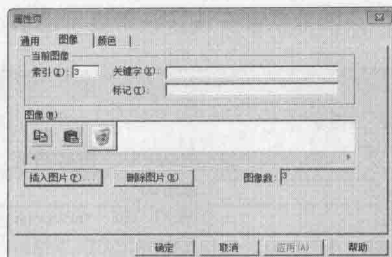 属性页
通用 图像 颜色
当前图像
索引(I): 3 关键字(K):
标记(T):
图像(M)
插入图片(P)... 删除图片(R) 图像数: 3
确定 取消 应用(A) 帮助